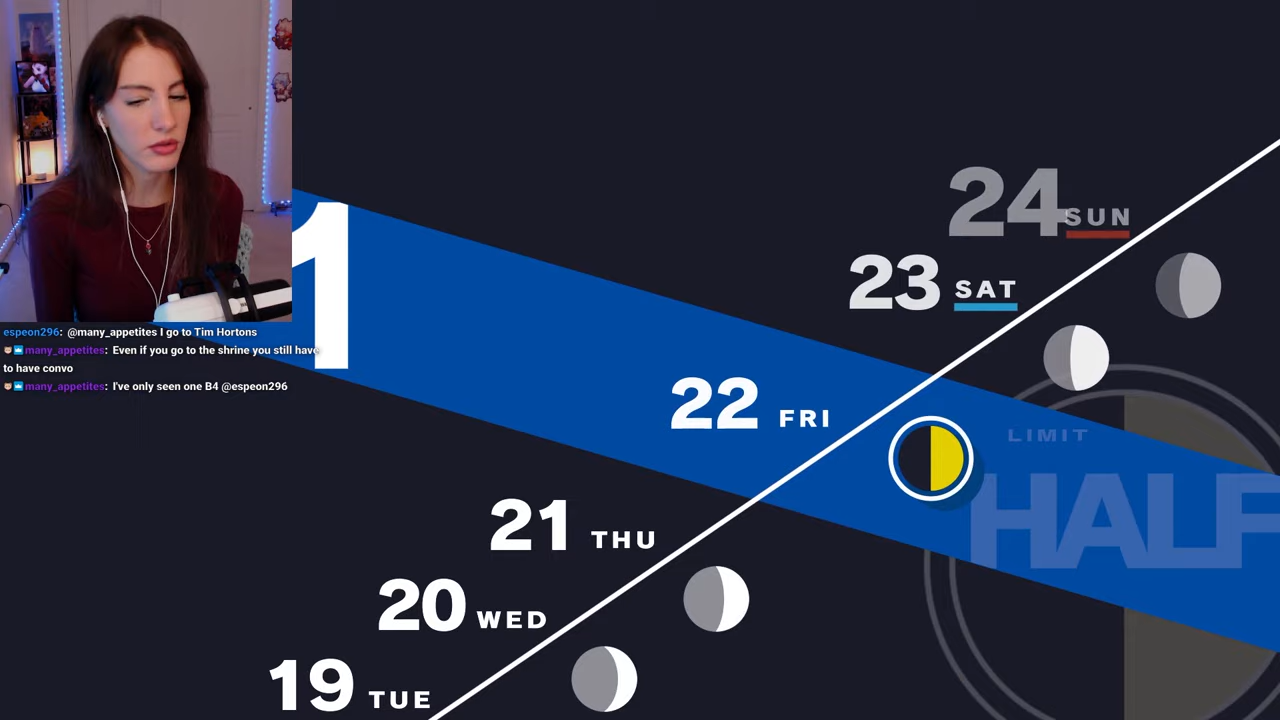 24 SUN
23 SAT
1
espeon296: @many_appetites I go to Tim Hortons
many_appetites: Even if you go to the shrine you still have
to have convo
many_appetites: I've only seen one B4 @espeon296
22 FRI
LIMIT
HALF
21 THU
20 WED
19 TUE